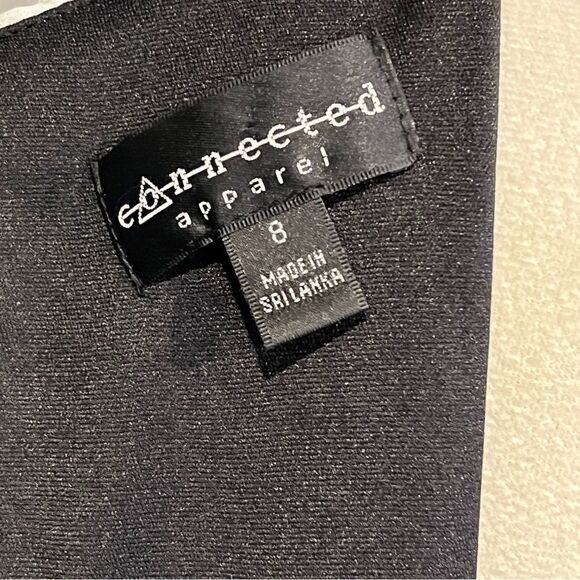 connected
apparel
8
MADE IN
SRI LANKA